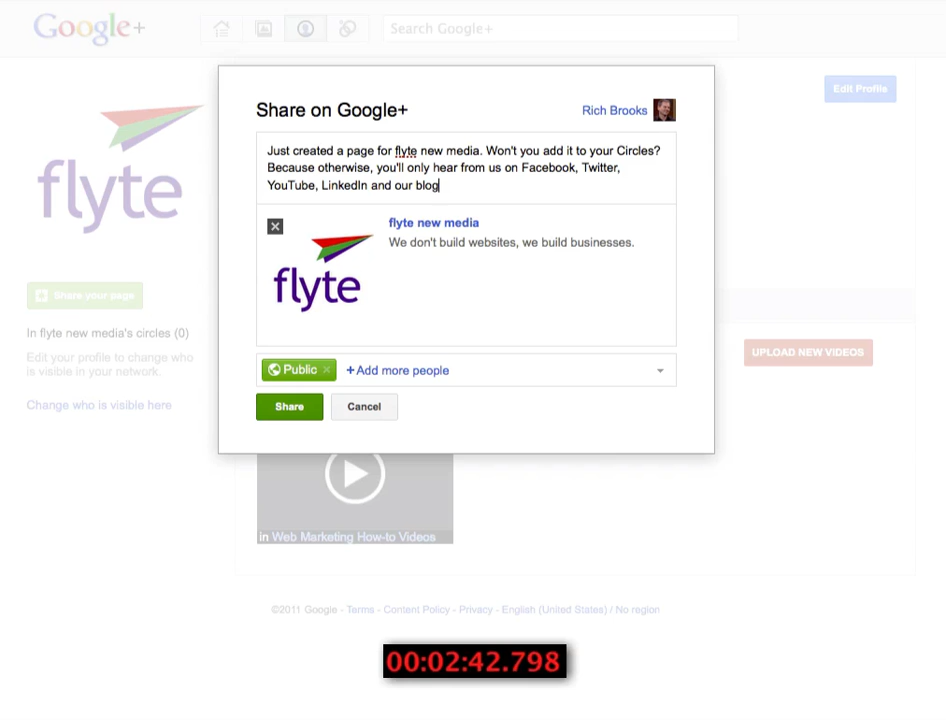 Google+
Search Google+
Edit Profile
flyte
Share on Google+
Rich Brooks
Just created a page for flyte new media. Won't you add it to your Circles?
Because otherwise, you'll only hear from us on Facebook, Twitter,
YouTube, LinkedIn and our blog
flyte new media
We don't build websites, we build businesses.
flyte
Share your page
In flyte new media's circles (0)
Edit your profile to change who
is visible in your network.
Change who is visible here
UPLOAD NEW VIDEOS
Public × +Add more people
Share
Cancel
in Web Marketing How-to Videos
©2011 Google - Terms - Content Policy - Privacy - English (United States) / No region
00:02:42.798